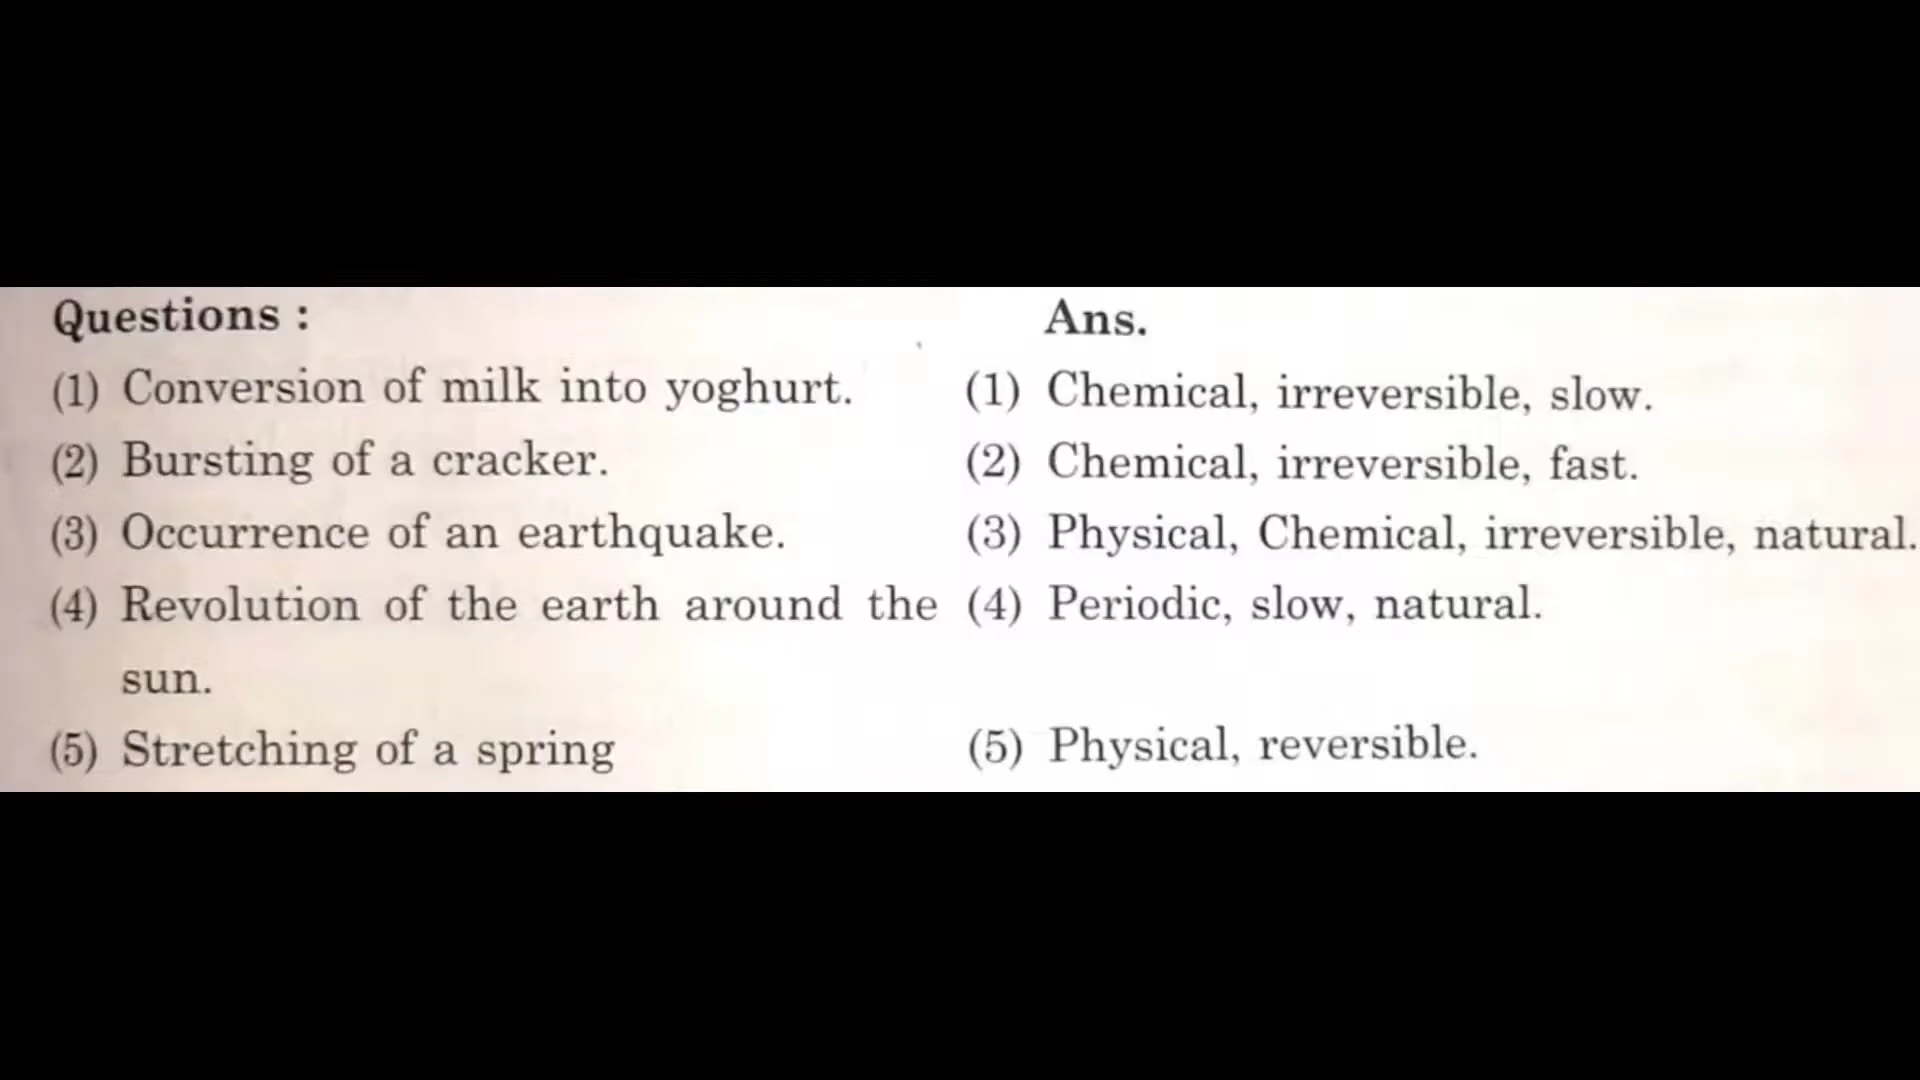 Questions :
Ans.
(1) Conversion of milk into yoghurt.
(1) Chemical, irreversible, slow.
(2) Bursting of a cracker.
(2) Chemical, irreversible, fast.
(3) Occurrence of an earthquake.
(3) Physical, Chemical, irreversible, natural.
(4) Revolution of the earth around the
(4) Periodic, slow, natural.
sun.
(5) Stretching of a spring
(5) Physical, reversible.